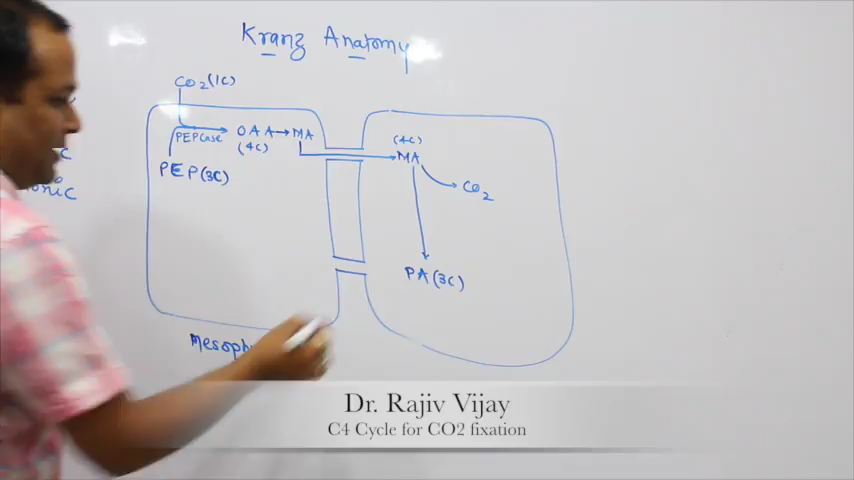 Kranz Anatomy
CO2 (1C)
PEPCase OAA → MA
(4C)
PEP (3C)
(4C)
MA
CO2
PA (3C)
Dr. Rajiv Vijay
C4 Cycle for CO2 fixation